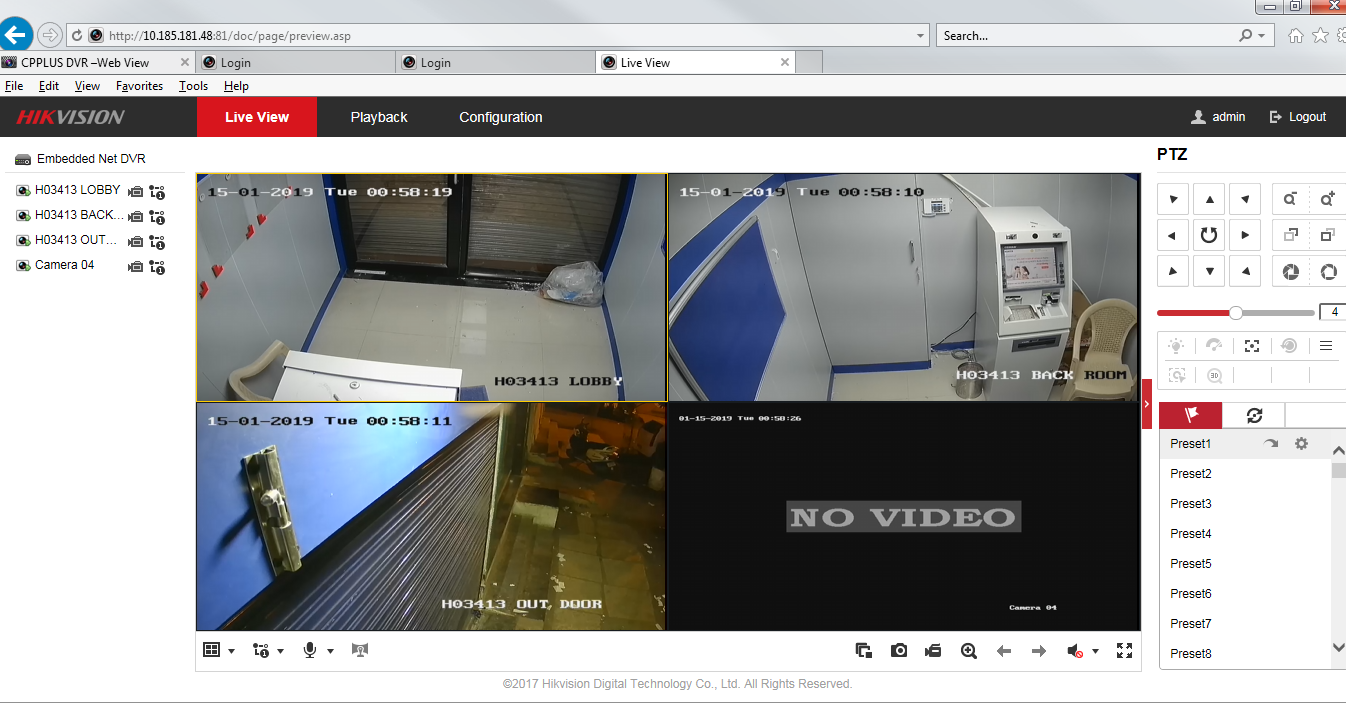 http://10.185.181.48:81/doc/page/preview.asp
Search...
CPPLUS DVR –Web View
Login
Login
Live View
File Edit View Favorites Tools Help
HIKVISION
Live View
Playback
Configuration
admin
Logout
Embedded Net DVR
H03413 LOBBY
H03413 BACK...
H03413 OUT...
Camera 04
15-01-2019 Tue 00:58:19
H03413 LOBBY
15-01-2019 Tue 00:58:10
H03413 BACK ROOM
15-01-2019 Tue 00:58:11
H03413 OUT DOOR
01-15-2019 Tue 00:58:26
NO VIDEO
Camera 04
PTZ
4
3D
Preset1
Preset2
Preset3
Preset4
Preset5
Preset6
Preset7
Preset8
©2017 Hikvision Digital Technology Co., Ltd. All Rights Reserved.